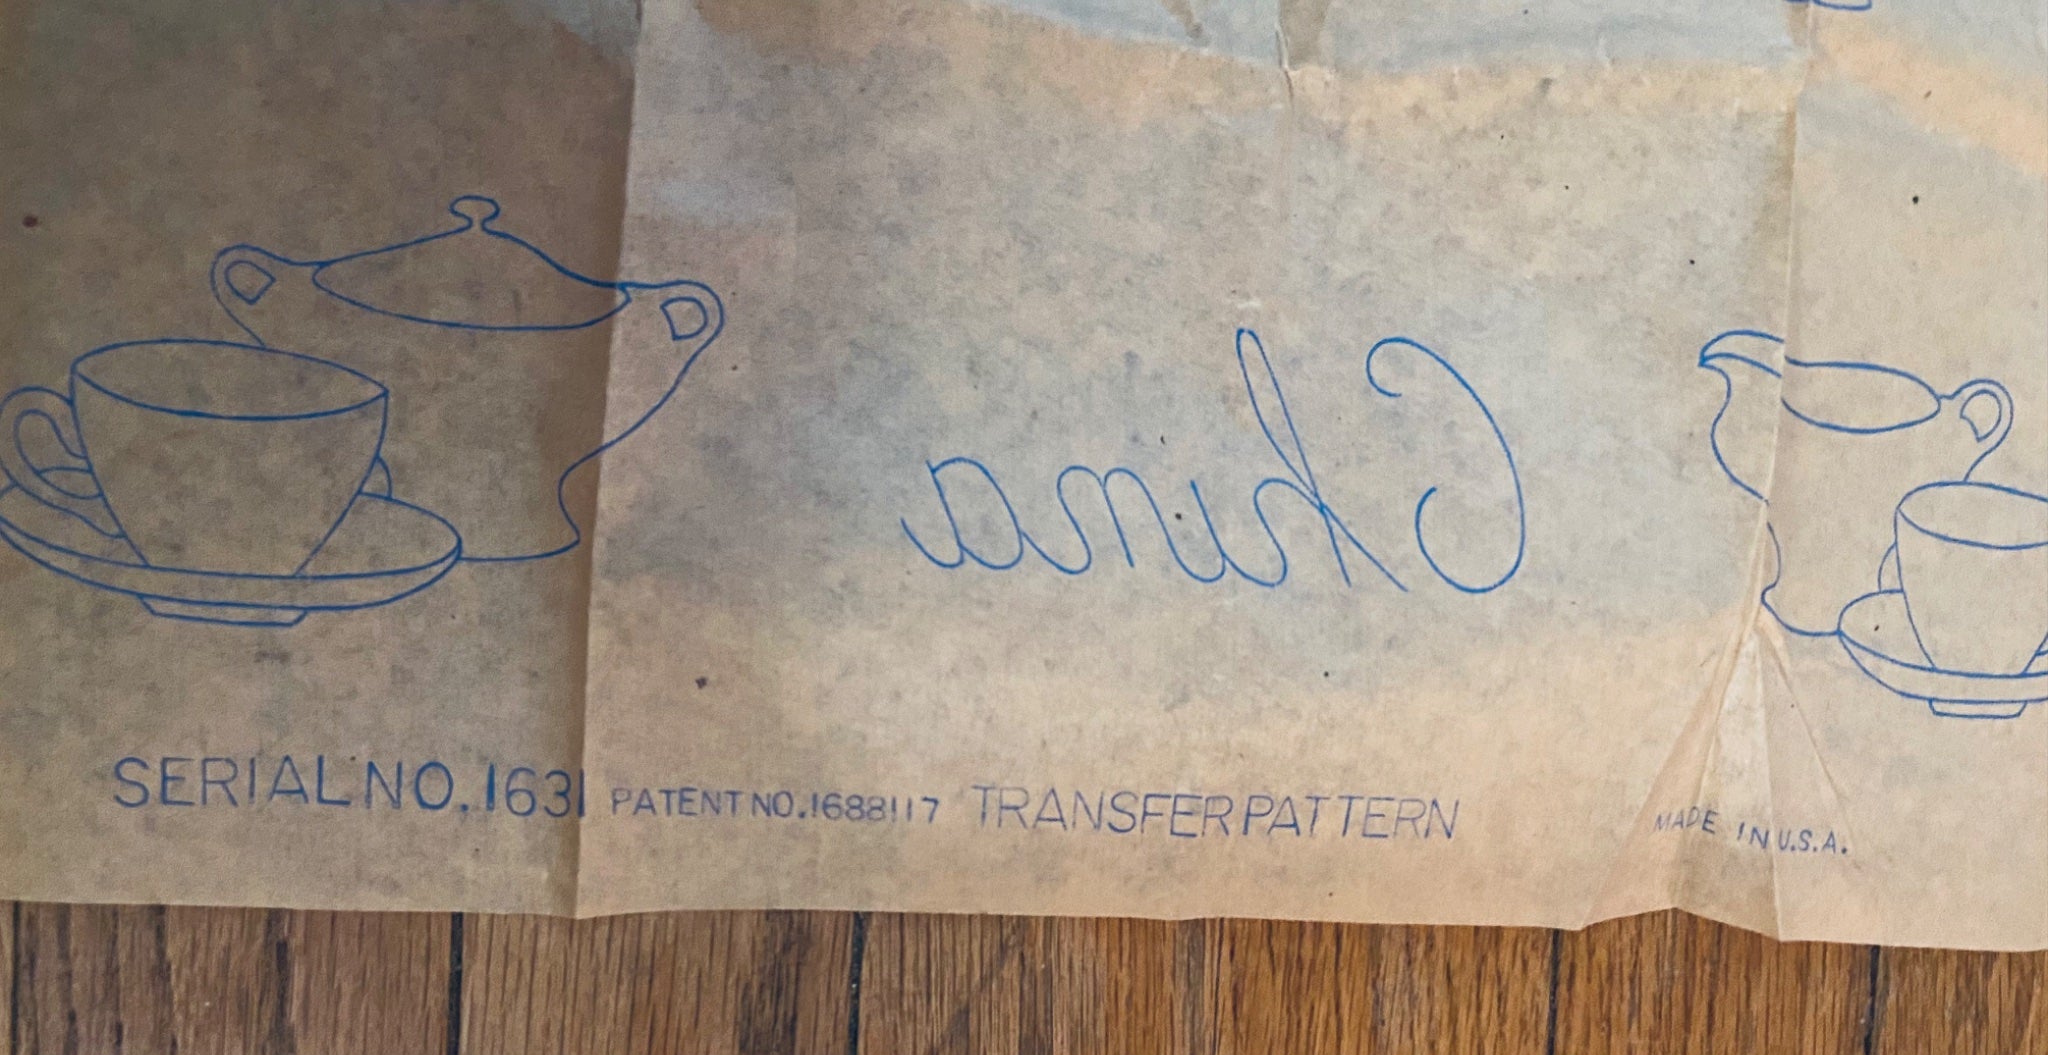 China
SERIAL NO. 1631 PATENT NO. 1688117 TRANSFER PATTERN MADE IN U.S.A.